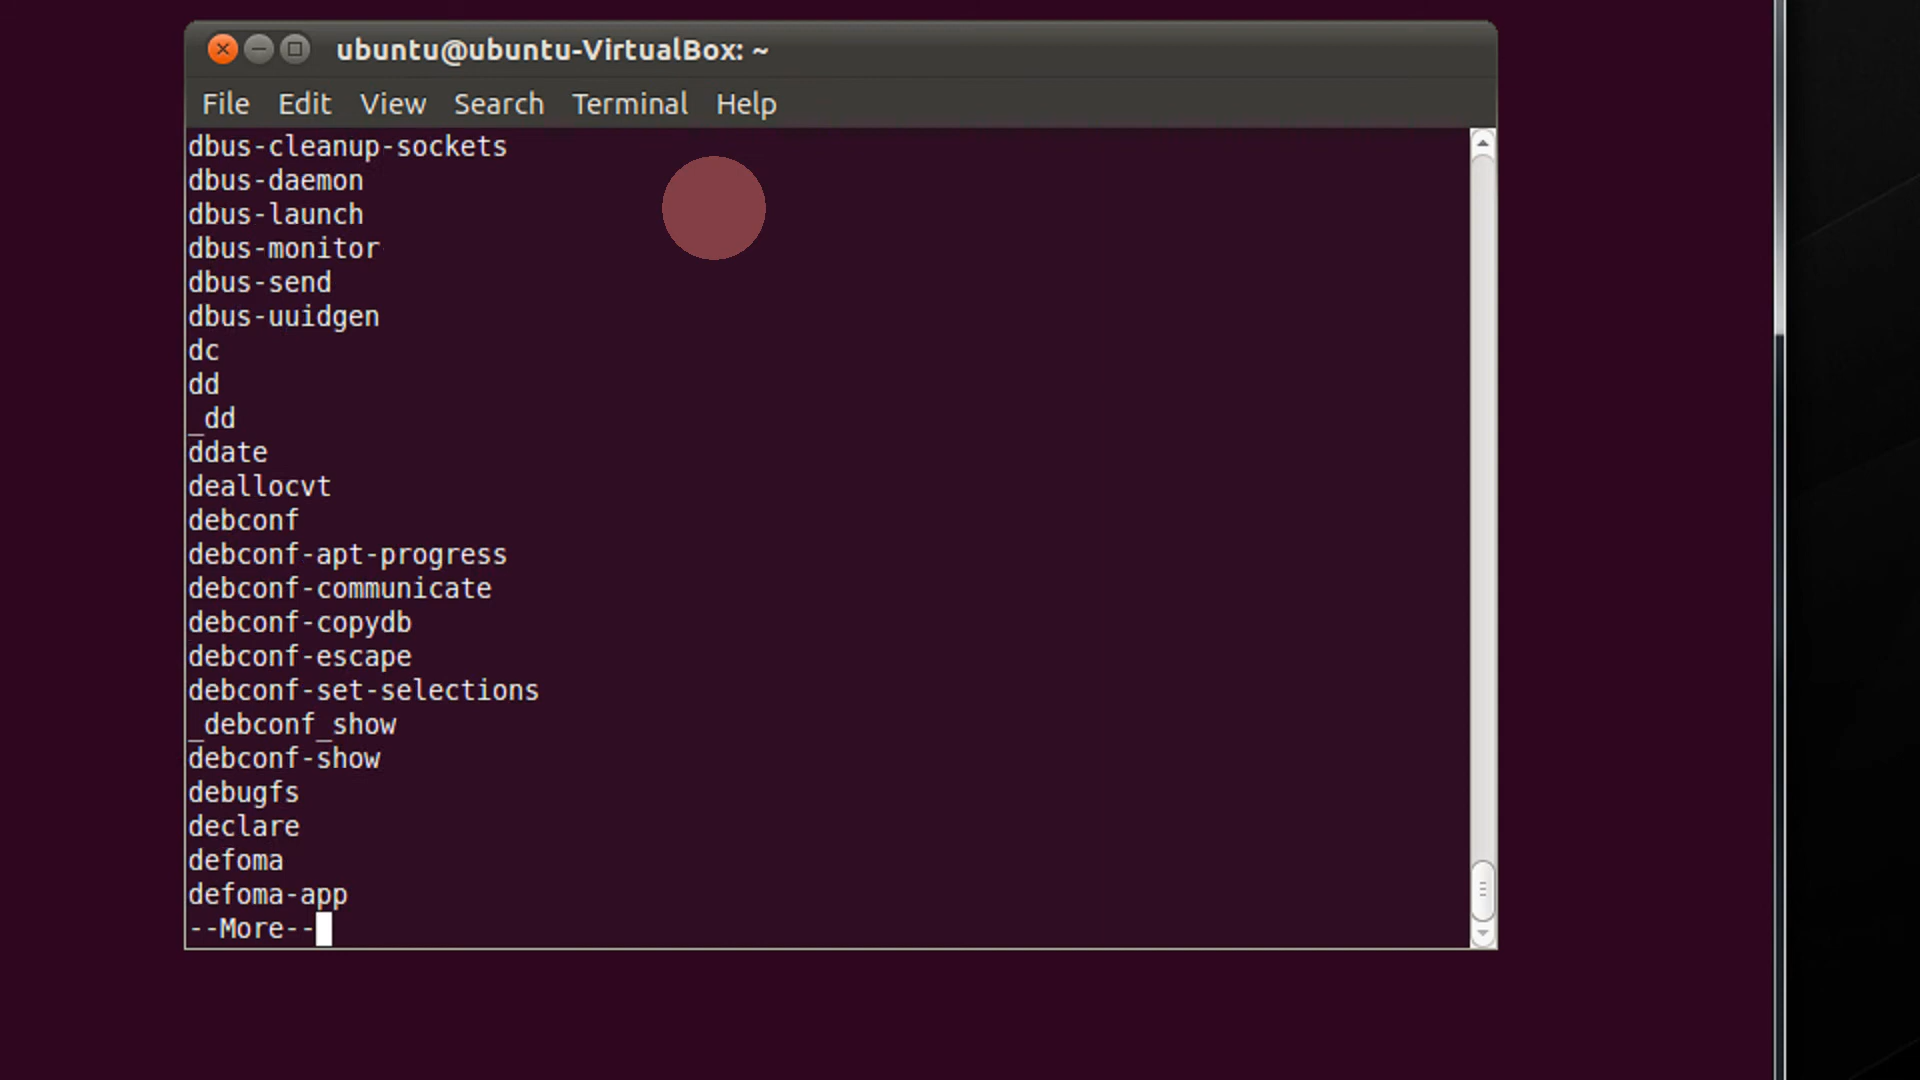 ubuntu@ubuntu-VirtualBox: ~
File Edit View Search Terminal Help
dbus-cleanup-sockets
dbus-daemon
dbus-launch
dbus-monitor
dbus-send
dbus-uuidgen
dc
dd
_dd
ddate
deallocvt
debconf
debconf-apt-progress
debconf-communicate
debconf-copydb
debconf-escape
debconf-set-selections
_debconf_show
debconf-show
debugfs
declare
defoma
defoma-app
--More--